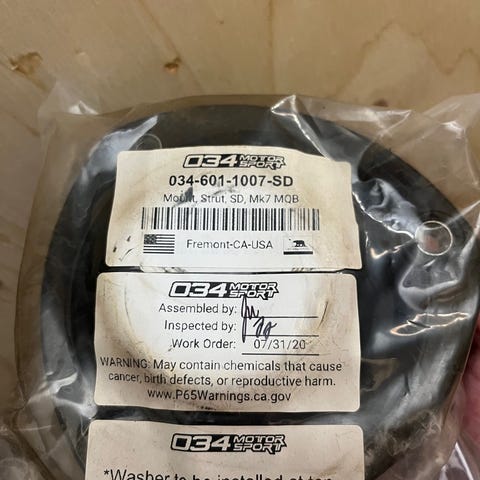 034 MOTOR SPORT
034-601-1007-SD
Mount, Strut, SD, Mk7 MQB
Fremont-CA-USA
034 MOTOR SPORT
Assembled by:
Inspected by:
Work Order: 07/31/20
WARNING: May contain chemicals that cause
cancer, birth defects, or reproductive harm.
www.P65Warnings.ca.gov
034 MOTOR SPORT
*Washer to be installed at top